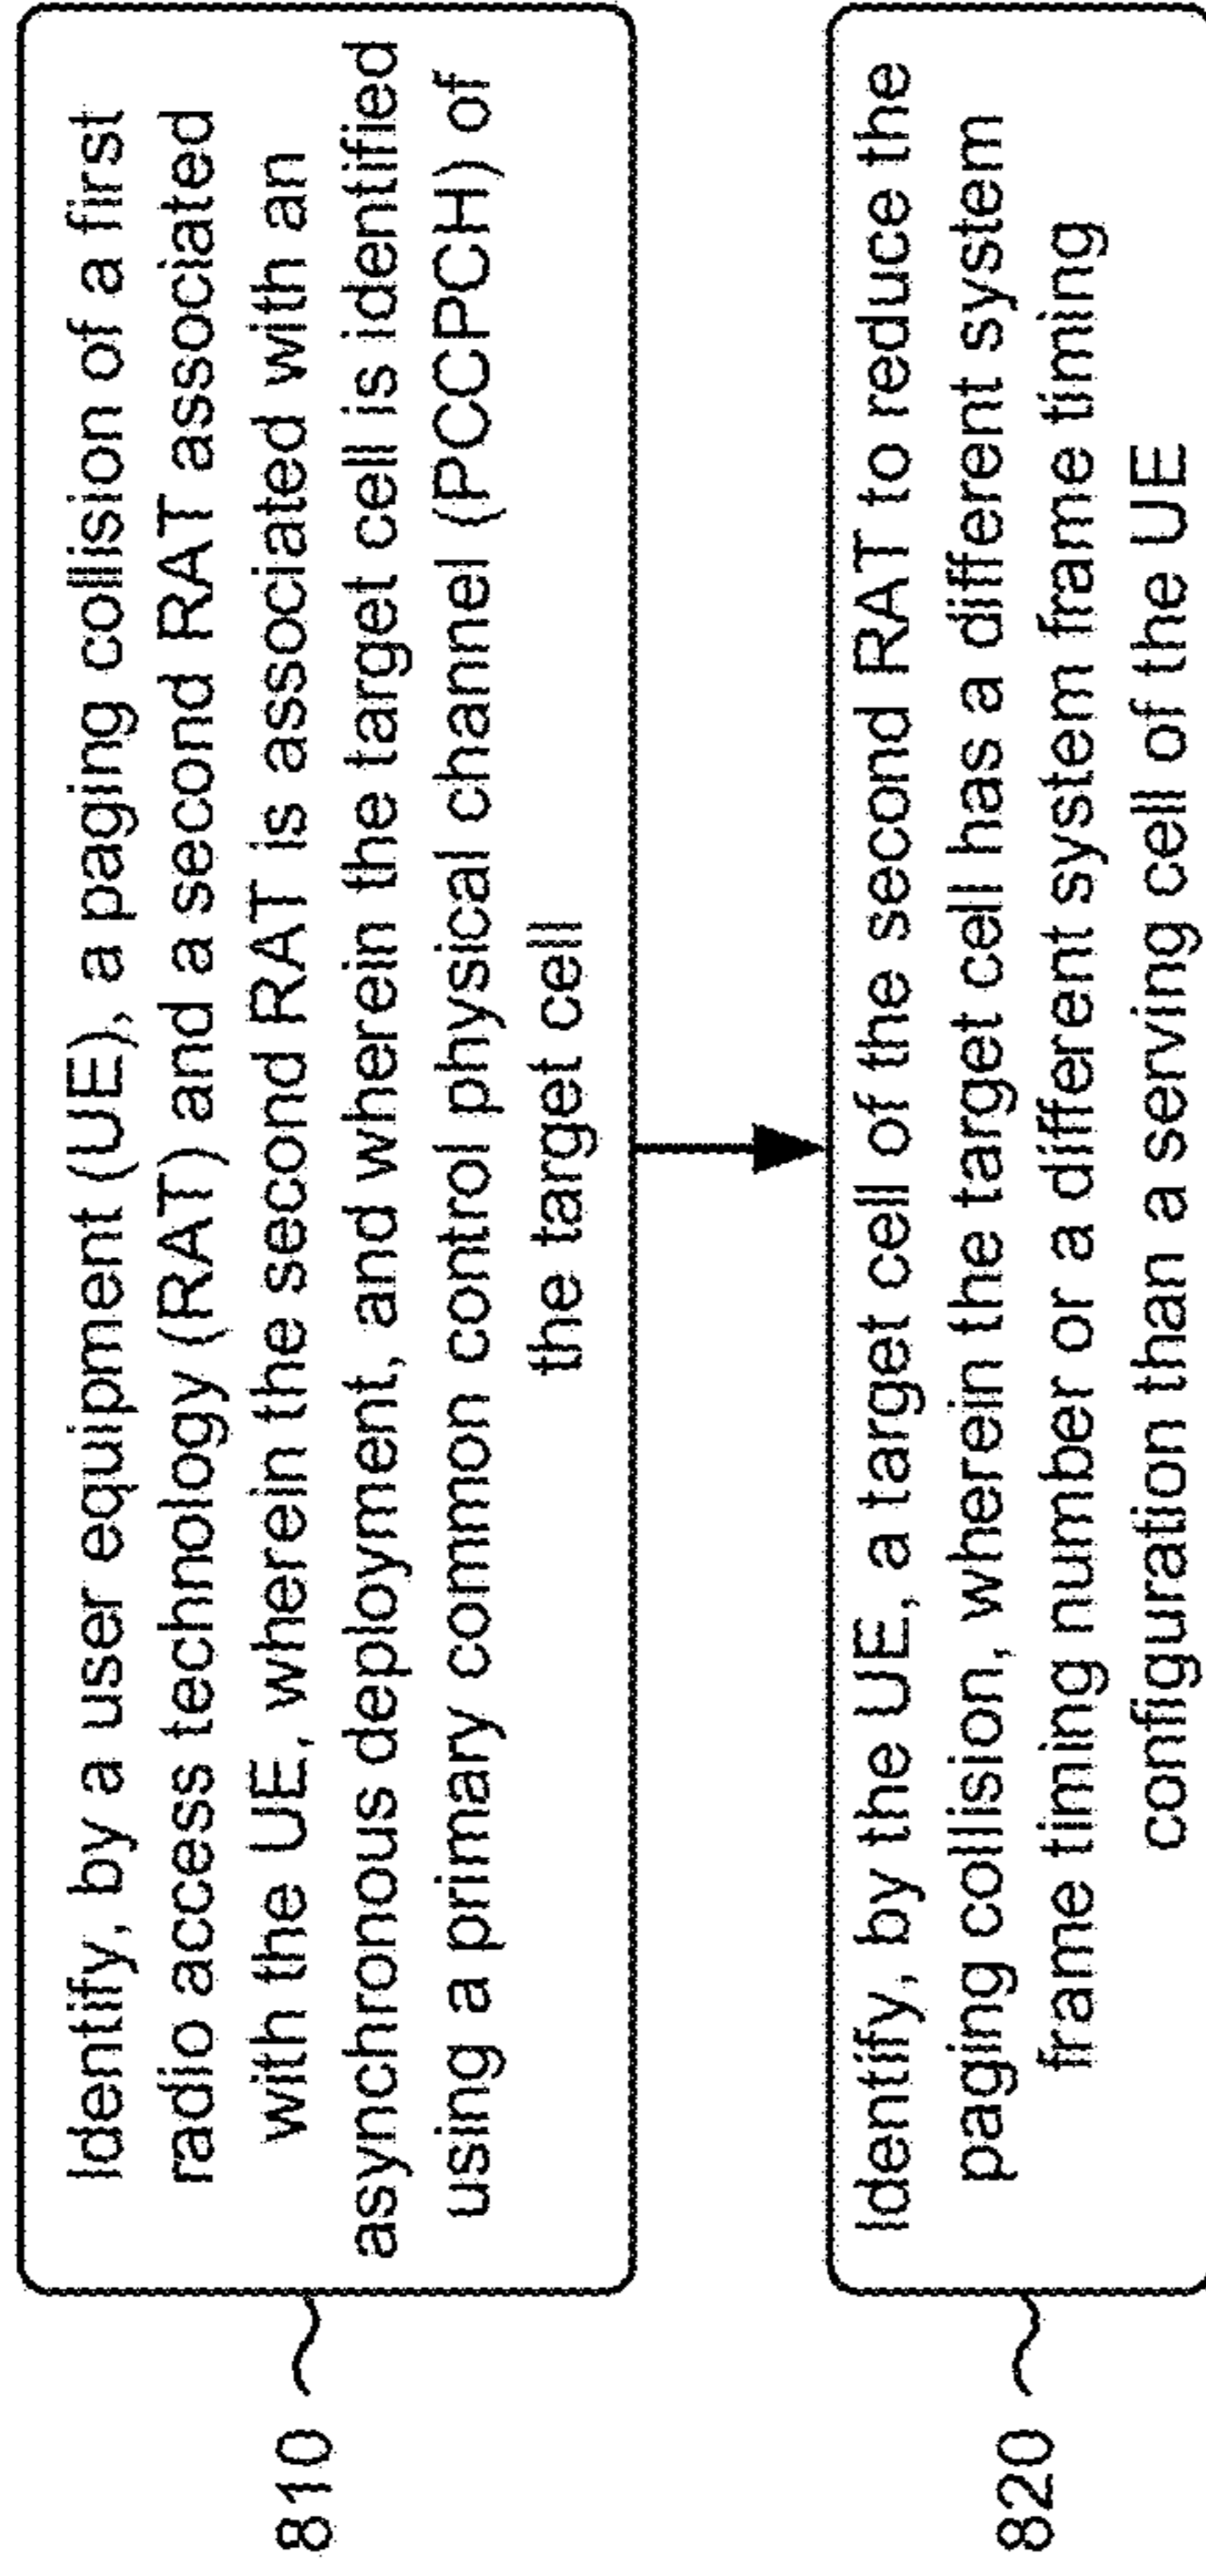 810
Identify, by a user equipment (UE), a paging collision of a first
radio access technology (RAT) and a second RAT associated
with the UE, wherein the second RAT is associated with an
asynchronous deployment, and wherein the target cell is identified
using a primary common control physical channel (PCCPCH) of
the target cell
820
Identify, by the UE, a target cell of the second RAT to reduce the
paging collision, wherein the target cell has a different system
frame timing number or a different system frame timing
configuration than a serving cell of the UE